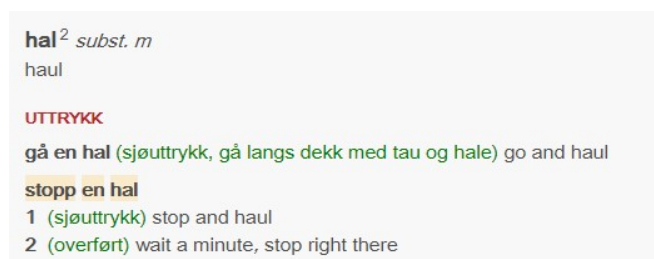 hal² subst. m
haul
UTTRYKK
gå en hal (sjøuttrykk, gå langs dekk med tau og hale) go and haul
stopp en hal
1 (sjøuttrykk) stop and haul
2 (overført) wait a minute, stop right there